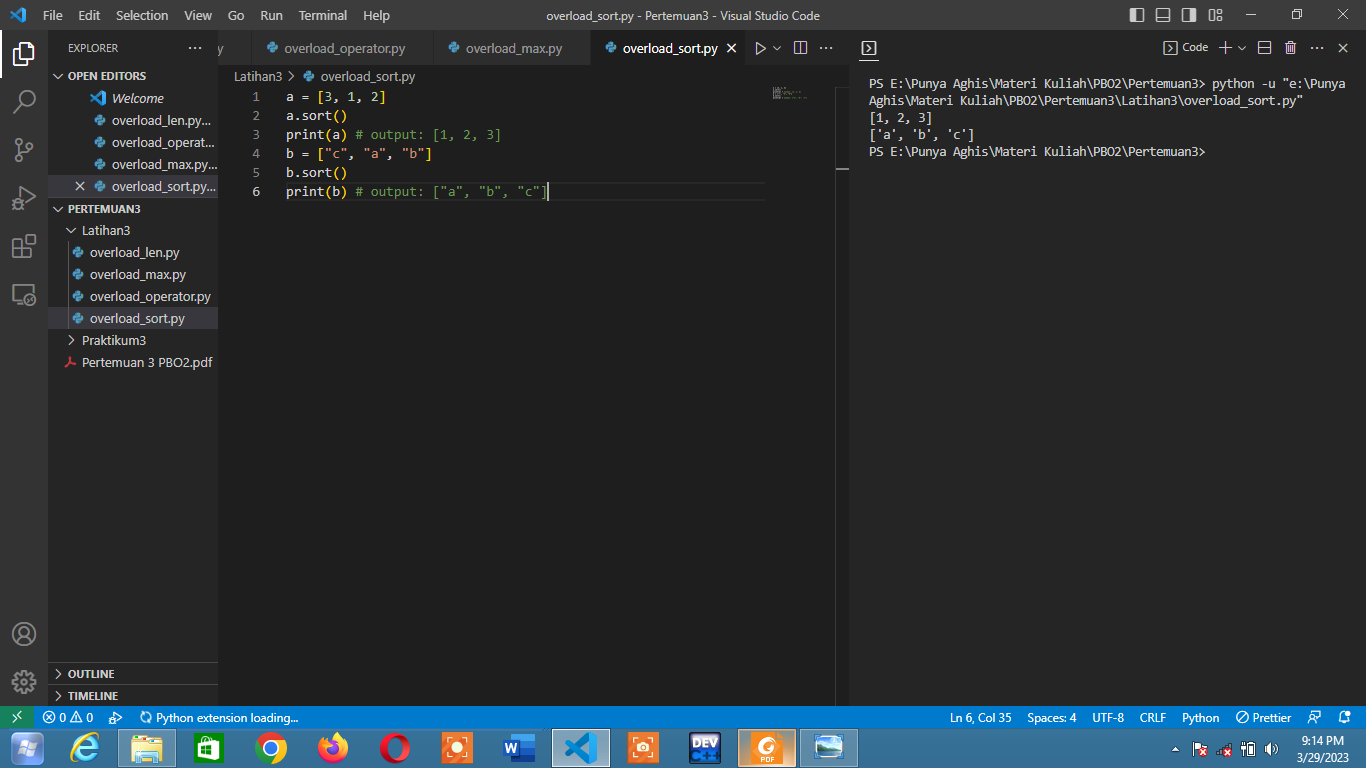 File Edit Selection View Go Run Terminal Help
overload_sort.py - Pertemuan3 - Visual Studio Code
EXPLORER
OPEN EDITORS
Welcome
overload_len.py...
overload_operat...
overload_max.py...
overload_sort.py...
PERTEMUAN3
Latihan3
overload_len.py
overload_max.py
overload_operator.py
overload_sort.py
Praktikum3
Pertemuan 3 PBO2.pdf
OUTLINE
TIMELINE
y overload_operator.py overload_max.py overload_sort.py
Latihan3 > overload_sort.py
1 a = [3, 1, 2]
2 a.sort()
3 print(a) # output: [1, 2, 3]
4 b = ["c", "a", "b"]
5 b.sort()
6 print(b) # output: ["a", "b", "c"]
Code
PS E:\Punya Aghis\Materi Kuliah\PBO2\Pertemuan3> python -u "e:\Punya
Aghis\Materi Kuliah\PBO2\Pertemuan3\Latihan3\overload_sort.py"
[1, 2, 3]
['a', 'b', 'c']
PS E:\Punya Aghis\Materi Kuliah\PBO2\Pertemuan3>
0 0 Python extension loading...
Ln 6, Col 35 Spaces: 4 UTF-8 CRLF Python Prettier
W DEV C++ PDF
9:14 PM
3/29/2023